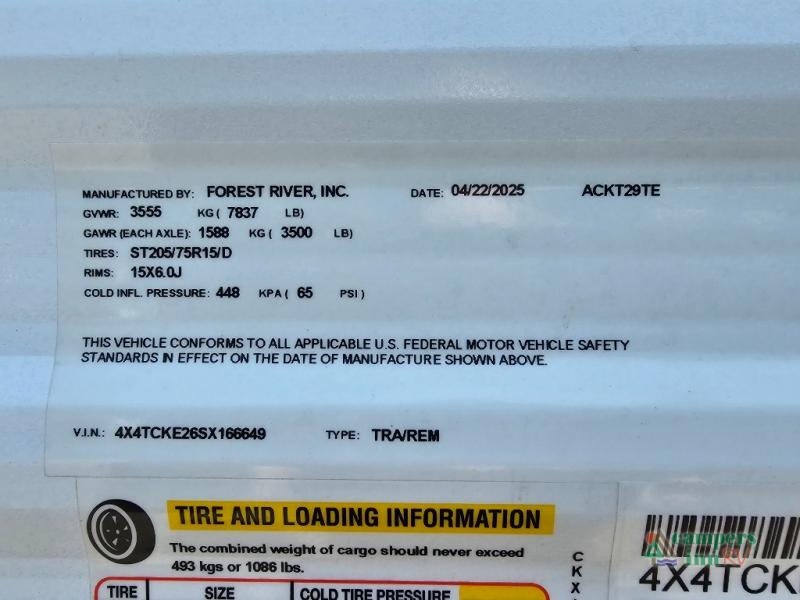 MANUFACTURED BY: FOREST RIVER, INC. DATE: 04/22/2025 ACKT29TE
GVWR: 3555 KG ( 7837 LB)
GAWR (EACH AXLE): 1588 KG ( 3500 LB)
TIRES: ST205/75R15/D
RIMS: 15X6.0J
COLD INFL. PRESSURE: 448 KPA ( 65 PSI )
THIS VEHICLE CONFORMS TO ALL APPLICABLE U.S. FEDERAL MOTOR VEHICLE SAFETY
STANDARDS IN EFFECT ON THE DATE OF MANUFACTURE SHOWN ABOVE.
V.I.N.: 4X4TCKE26SX166649 TYPE: TRA/REM
TIRE AND LOADING INFORMATION
The combined weight of cargo should never exceed
493 kgs or 1086 lbs.
TIRE SIZE COLD TIRE PRESSURE
C
K
X
campers
Inn RV
4X4TCK